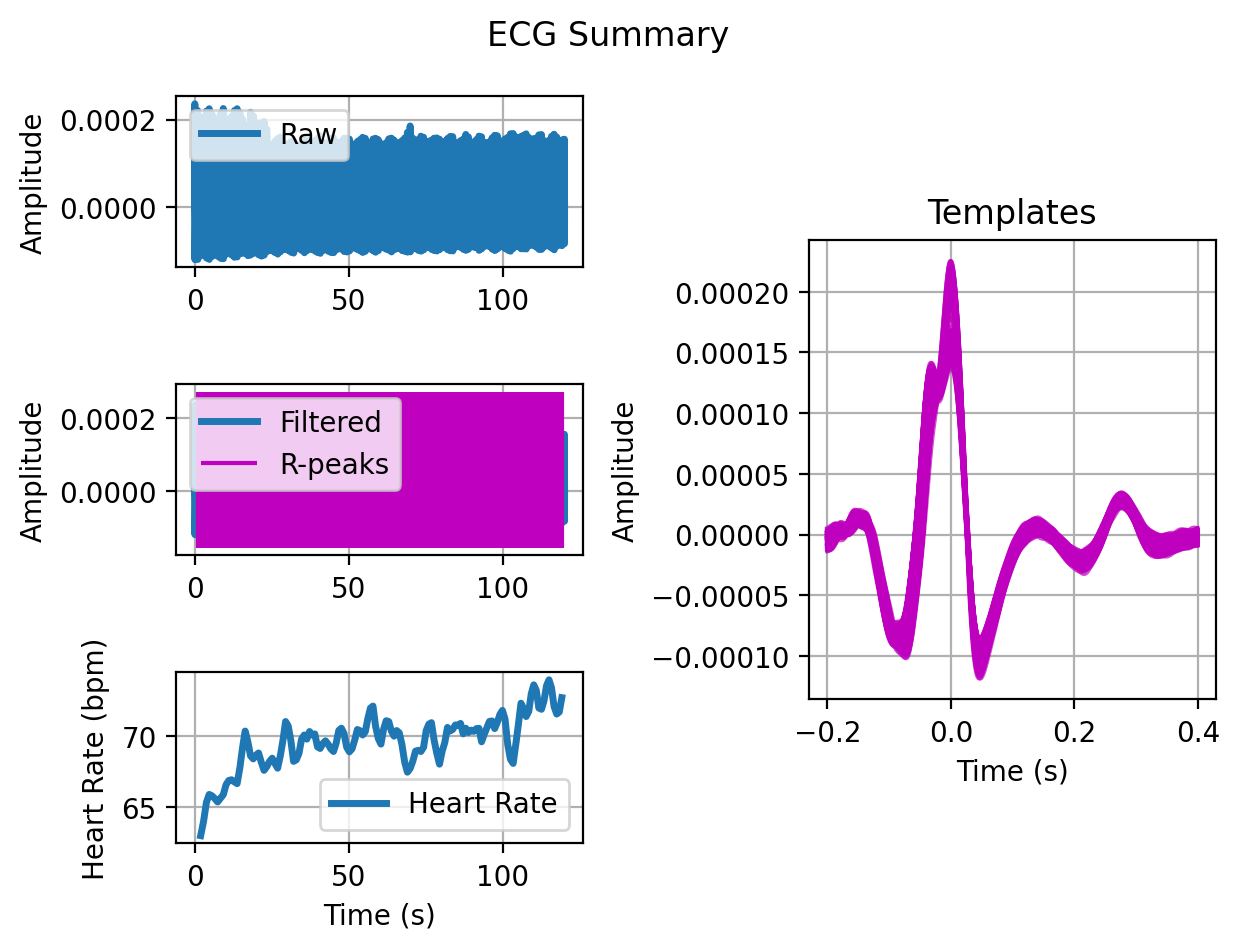 ECG Summary
Amplitude
0.0002
0.0000
Raw
0
50
100
Amplitude
0.0002
0.0000
Filtered
R-peaks
0
50
100
Heart Rate (bpm)
70
65
Heart Rate
0
50
100
Time (s)
Templates
Amplitude
0.00020
0.00015
0.00010
0.00005
0.00000
−0.00005
−0.00010
−0.2
0.0
0.2
0.4
Time (s)